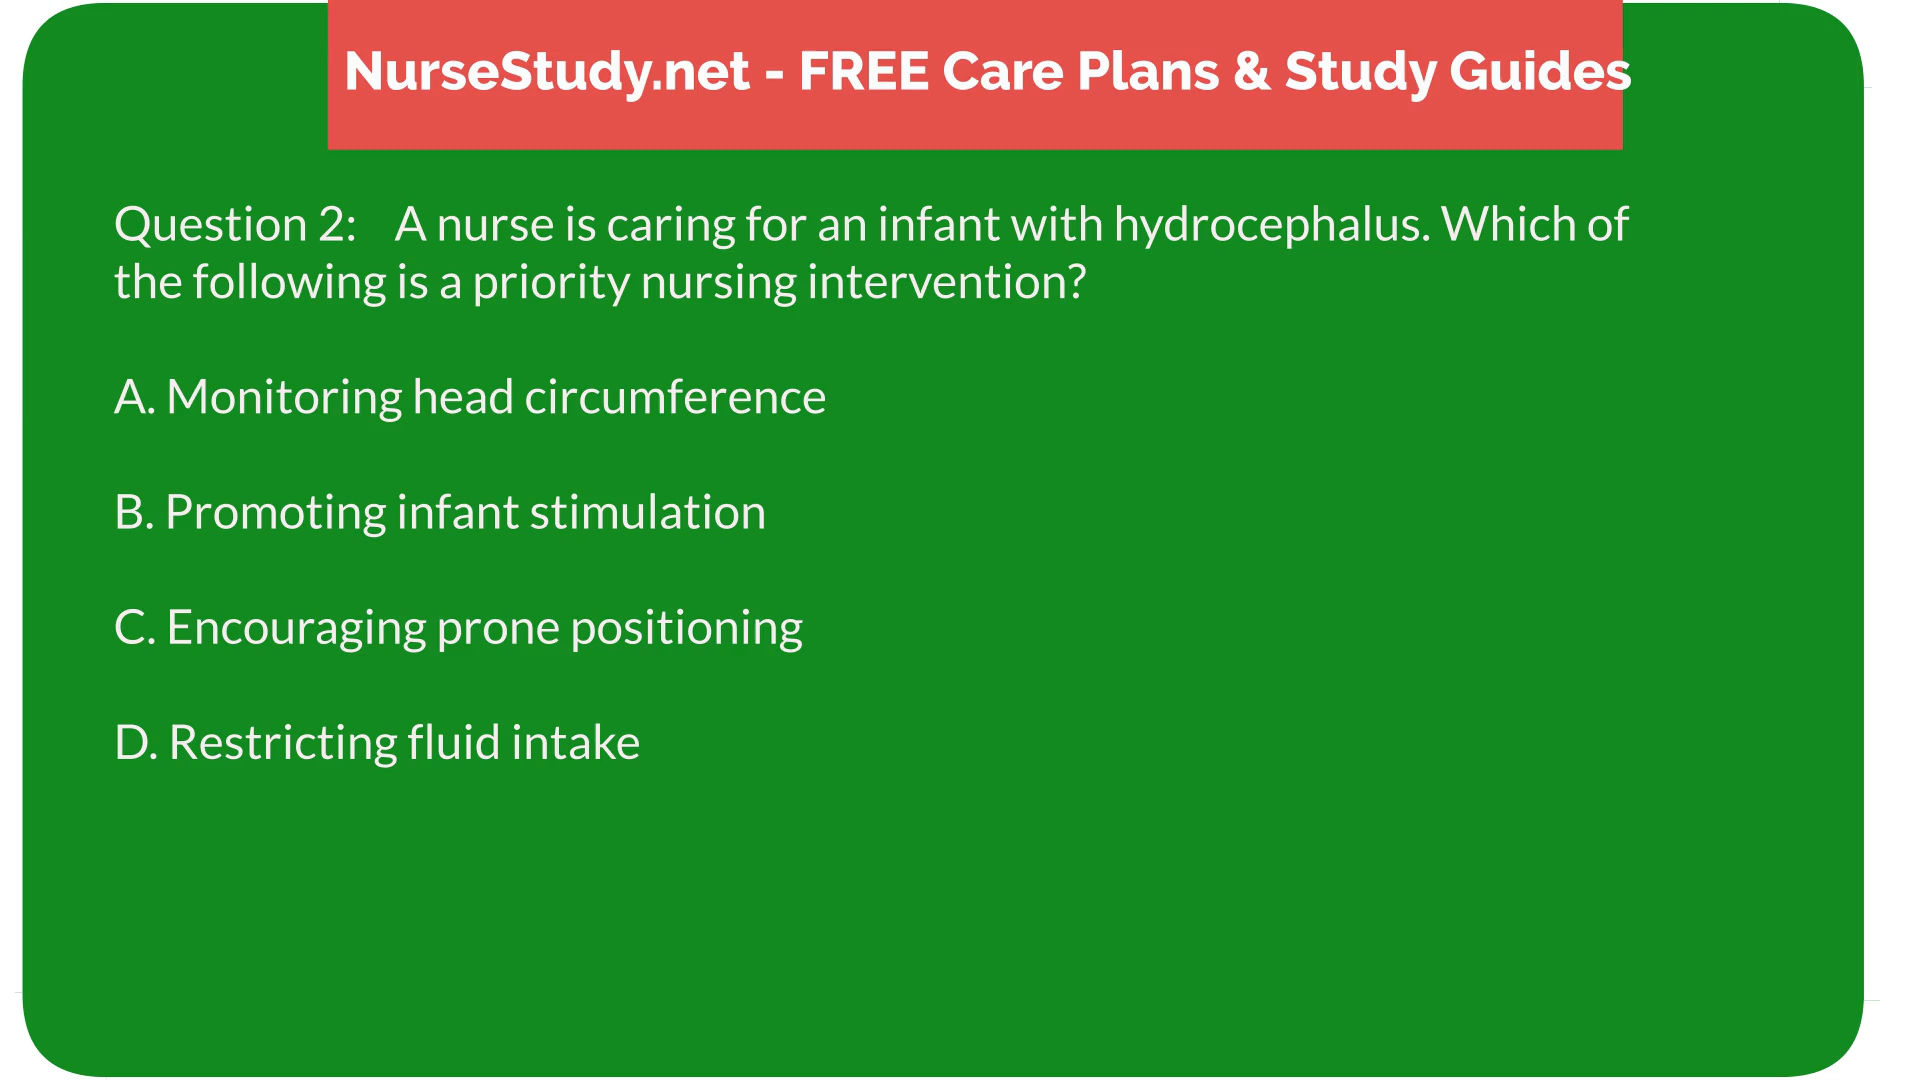 NurseStudy.net - FREE Care Plans & Study Guides
Question 2: A nurse is caring for an infant with hydrocephalus. Which of
the following is a priority nursing intervention?
A. Monitoring head circumference
B. Promoting infant stimulation
C. Encouraging prone positioning
D. Restricting fluid intake